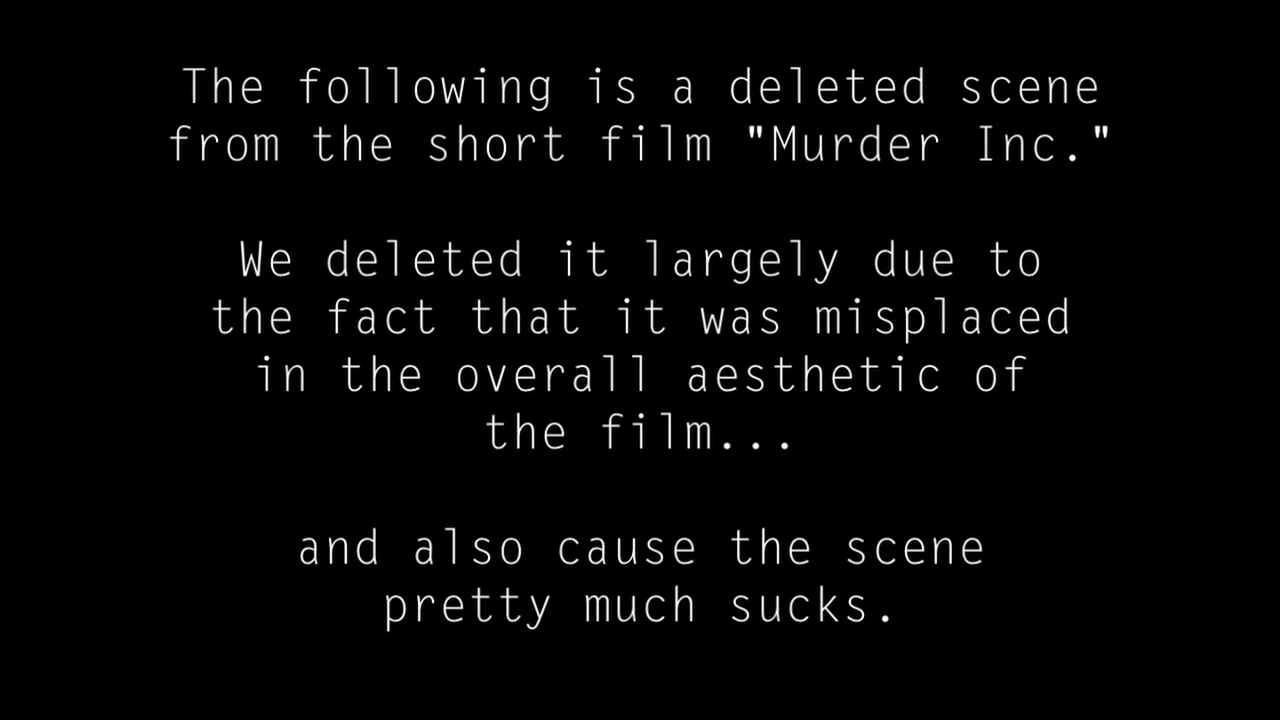 The following is a deleted scene
from the short film "Murder Inc."
We deleted it largely due to
the fact that it was misplaced
in the overall aesthetic of
the film...
and also cause the scene
pretty much sucks.